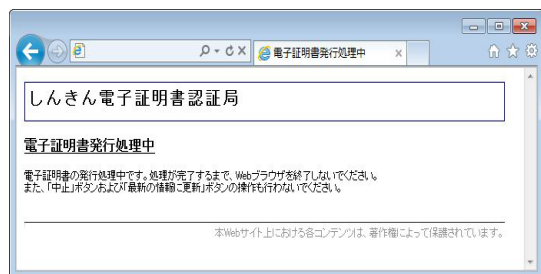 電子証明書発行処理中
しんきん電子証明書認証局
電子証明書発行処理中
電子証明書の発行処理中です。処理が完了するまで、Webブラウザを終了しないでください。
また、「中止」ボタンおよび「最新の情報に更新」ボタンの操作も行わないでください。
本Webサイト上における各コンテンツは、著作権によって保護されています。